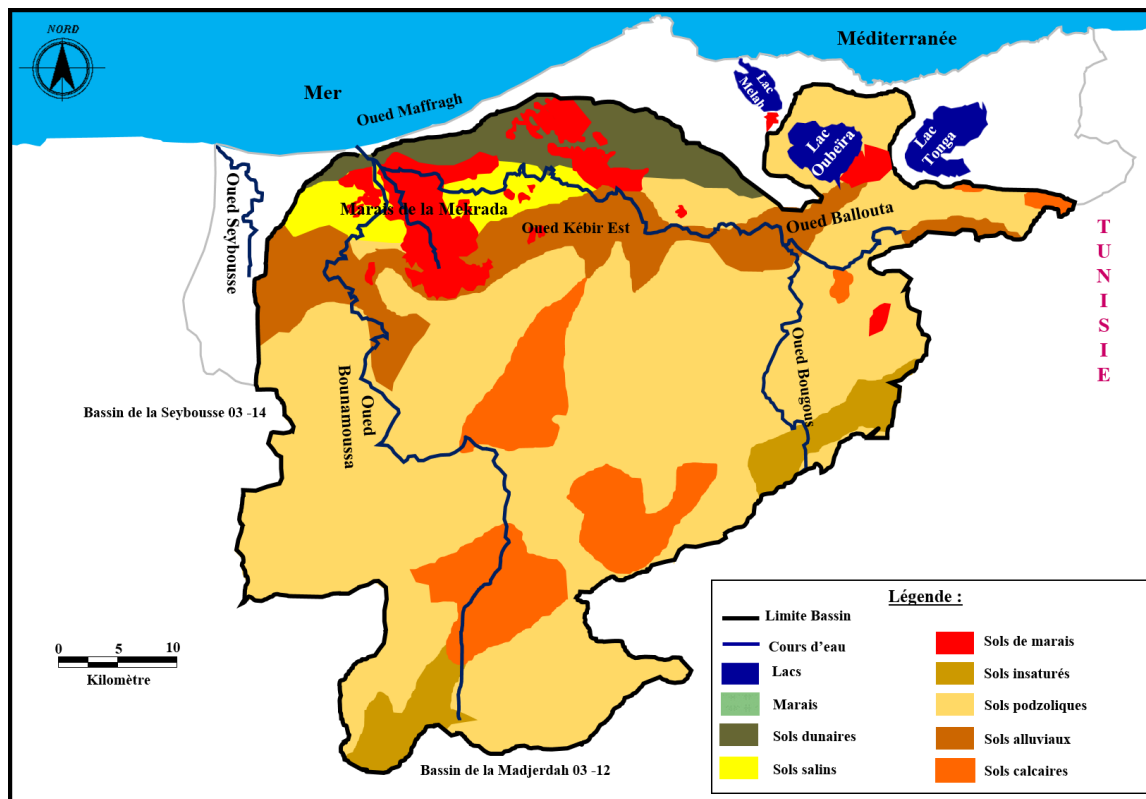 NORD
Mer
Méditerranée
Oued Maffragh
Lac
Melah
Lac
Oubeïra
Lac
Tonga
Oued Seybousse
Marais de la Mekrada
Oued Kébir Est
Oued Ballouta
TUNISIE
Oued Bougous
Oued
Bounamoussa
Bassin de la Seybousse 03 -14
Bassin de la Madjerdah 03 -12
0 5 10
Kilomètre
Légende :
Limite Bassin
Cours d'eau
Lacs
Marais
Sols dunaires
Sols salins
Sols de marais
Sols insaturés
Sols podzoliques
Sols alluviaux
Sols calcaires